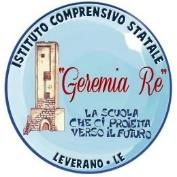 ISTITUTO COMPRENSIVO STATALE
"Geremia Re"
LA SCUOLA
CHE CI PROIETTA
VERSO IL FUTURO
LEVERANO • LE